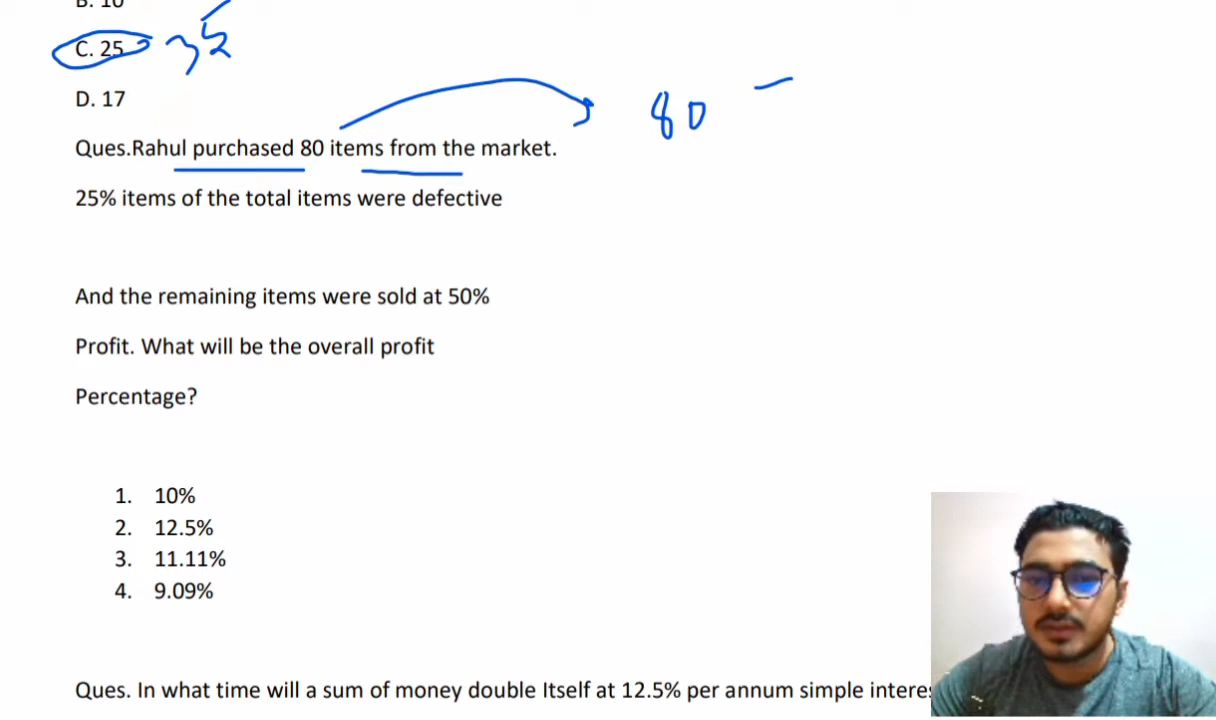 B. 10
C. 25
D. 17
80
Ques.Rahul purchased 80 items from the market.
25% items of the total items were defective
And the remaining items were sold at 50%
Profit. What will be the overall profit
Percentage?
1. 10%
2. 12.5%
3. 11.11%
4. 9.09%
Ques. In what time will a sum of money double Itself at 12.5% per annum simple